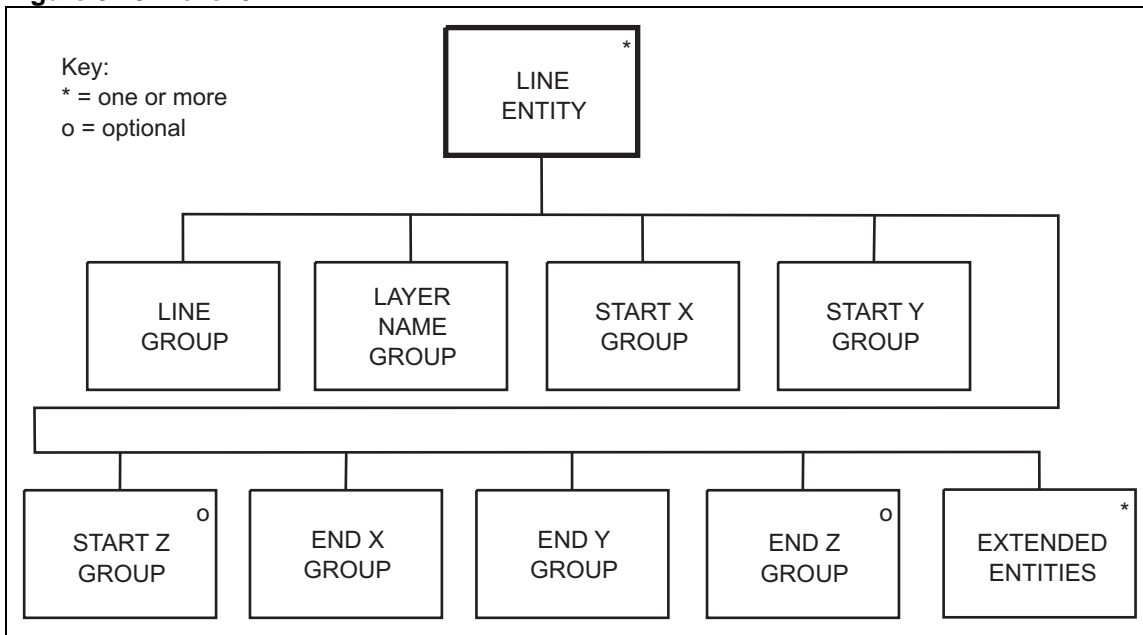 Key:
* = one or more
o = optional
*
LINE
ENTITY
LINE
GROUP
LAYER
NAME
GROUP
START X
GROUP
START Y
GROUP
o
START Z
GROUP
END X
GROUP
END Y
GROUP
o
END Z
GROUP
*
EXTENDED
ENTITIES